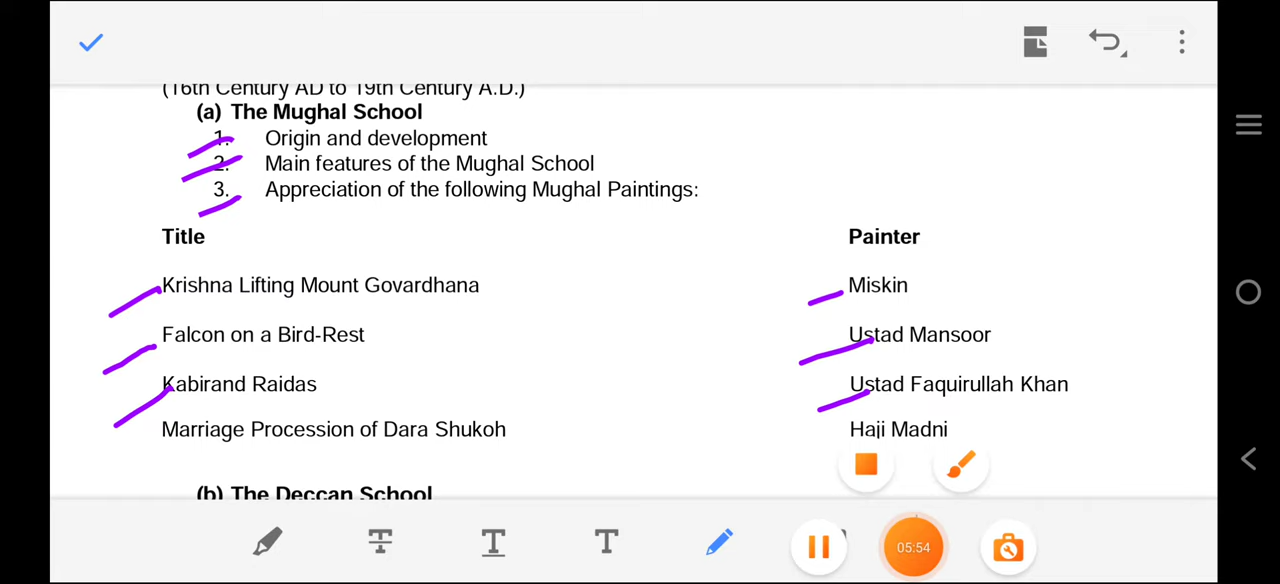 (16th Century AD to 19th Century A.D.)
(a) The Mughal School
1. Origin and development
2. Main features of the Mughal School
3. Appreciation of the following Mughal Paintings:
Title Painter
Krishna Lifting Mount Govardhana Miskin
Falcon on a Bird-Rest Ustad Mansoor
Kabirand Raidas Ustad Faquirullah Khan
Marriage Procession of Dara Shukoh Haji Madni
(b) The Deccan School
T T T
05:54